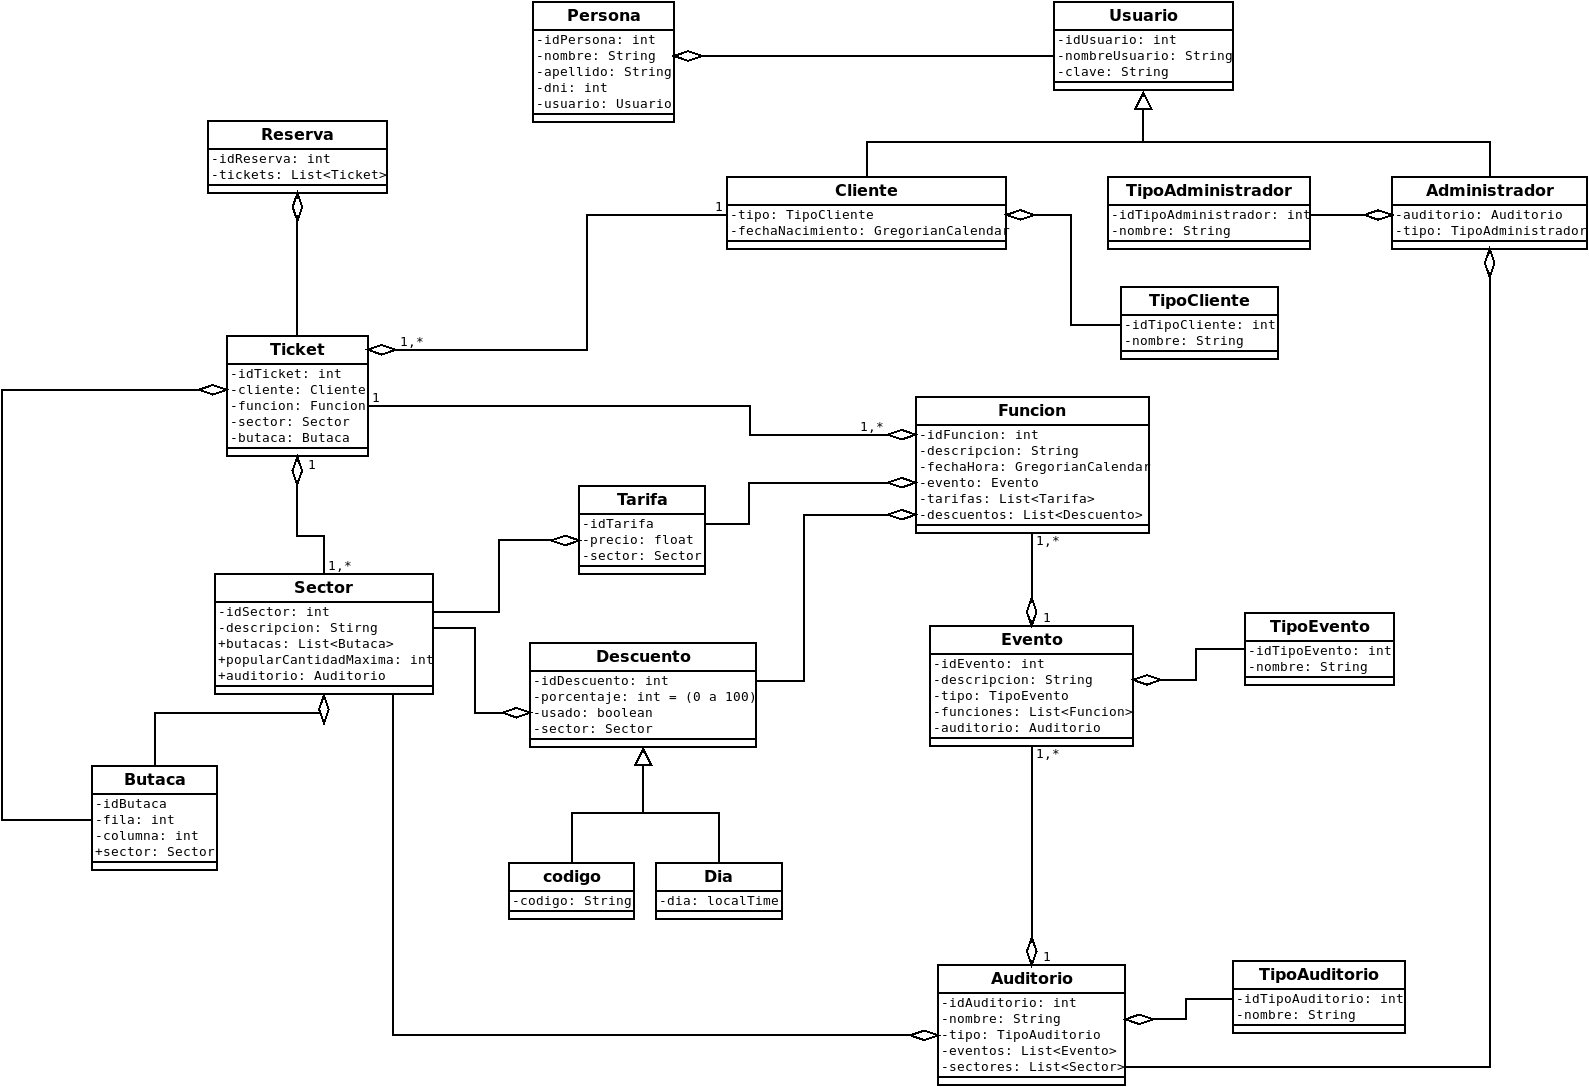 Persona
-idPersona: int
-nombre: String
-apellido: String
-dni: int
-usuario: Usuario
Usuario
-idUsuario: int
-nombreUsuario: String
-clave: String
Reserva
-idReserva: int
-tickets: List<Ticket>
Cliente
-tipo: TipoCliente
-fechaNacimiento: GregorianCalendar
1
TipoAdministrador
-idTipoAdministrador: int
-nombre: String
Administrador
-auditorio: Auditorio
-tipo: TipoAdministrador
TipoCliente
-idTipoCliente: int
-nombre: String
Ticket
-idTicket: int
-cliente: Cliente
-funcion: Funcion
-sector: Sector
-butaca: Butaca
1,*
1
1
Funcion
-idFuncion: int
-descripcion: String
-fechaHora: GregorianCalendar
-evento: Evento
-tarifas: List<Tarifa>
-descuentos: List<Descuento>
1,*
1,*
Tarifa
-idTarifa
-precio: float
-sector: Sector
1,*
Sector
-idSector: int
-descripcion: Stirng
+butacas: List<Butaca>
+popularCantidadMaxima: int
+auditorio: Auditorio
Descuento
-idDescuento: int
-porcentaje: int = (0 a 100)
-usado: boolean
-sector: Sector
1
Evento
-idEvento: int
-descripcion: String
-tipo: TipoEvento
-funciones: List<Funcion>
-auditorio: Auditorio
1,*
TipoEvento
-idTipoEvento: int
-nombre: String
Butaca
-idButaca
-fila: int
-columna: int
+sector: Sector
codigo
-codigo: String
Dia
-dia: localTime
1
Auditorio
-idAuditorio: int
-nombre: String
-tipo: TipoAuditorio
-eventos: List<Evento>
-sectores: List<Sector>
TipoAuditorio
-idTipoAuditorio: int
-nombre: String